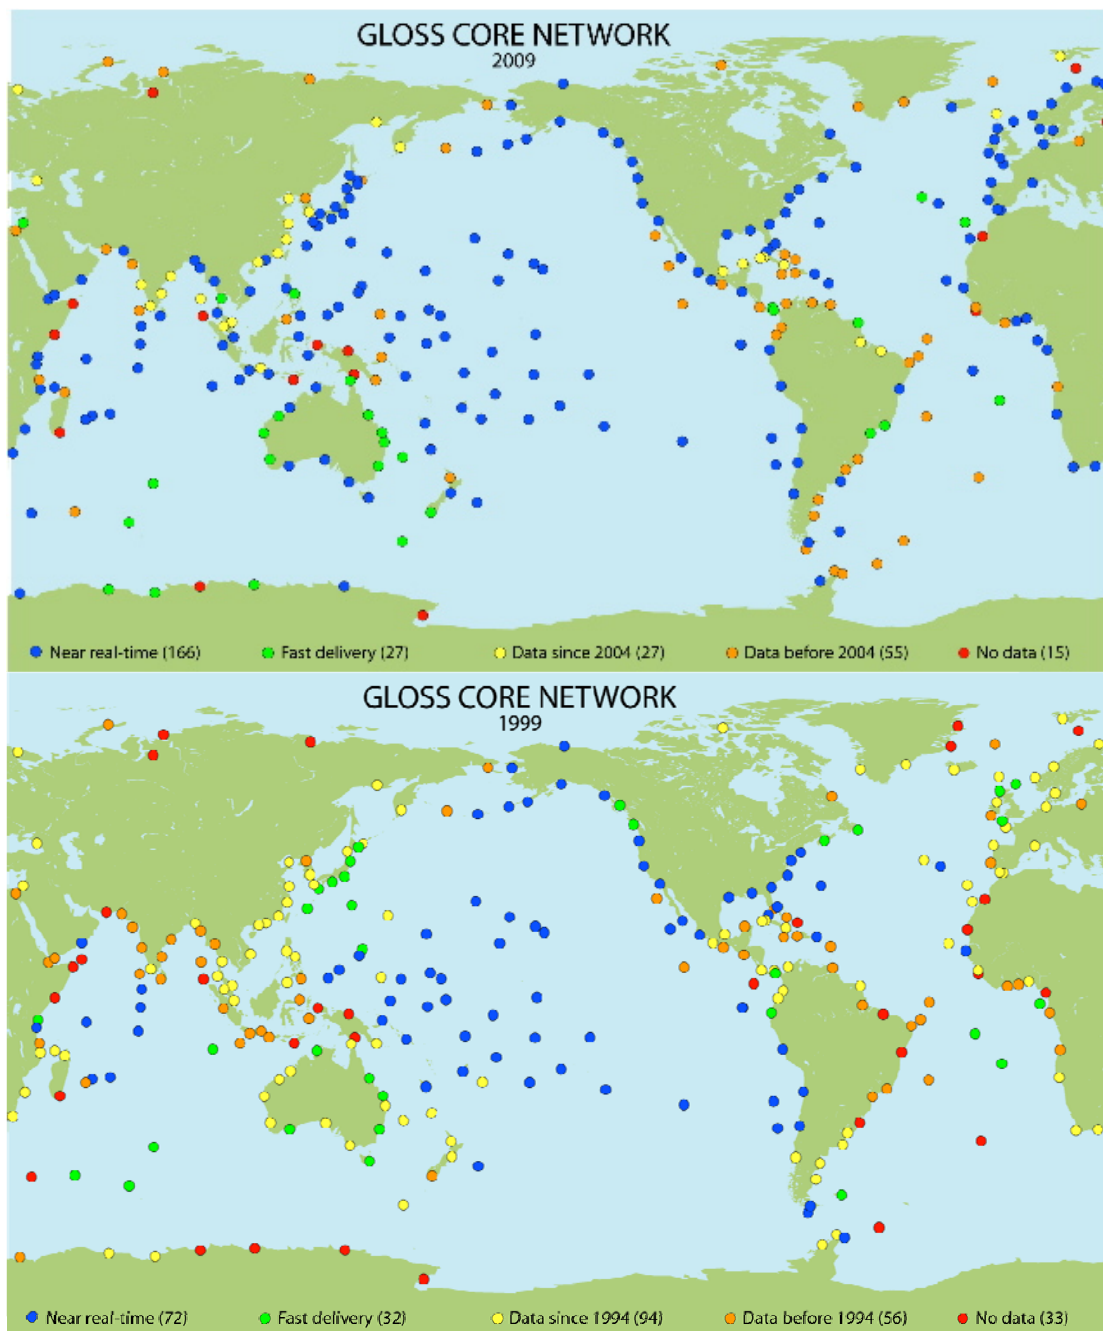 GLOSS CORE NETWORK
2009
Near real-time (166) Fast delivery (27) Data since 2004 (27) Data before 2004 (55) No data (15)
GLOSS CORE NETWORK
1999
Near real-time (72) Fast delivery (32) Data since 1994 (94) Data before 1994 (56) No data (33)